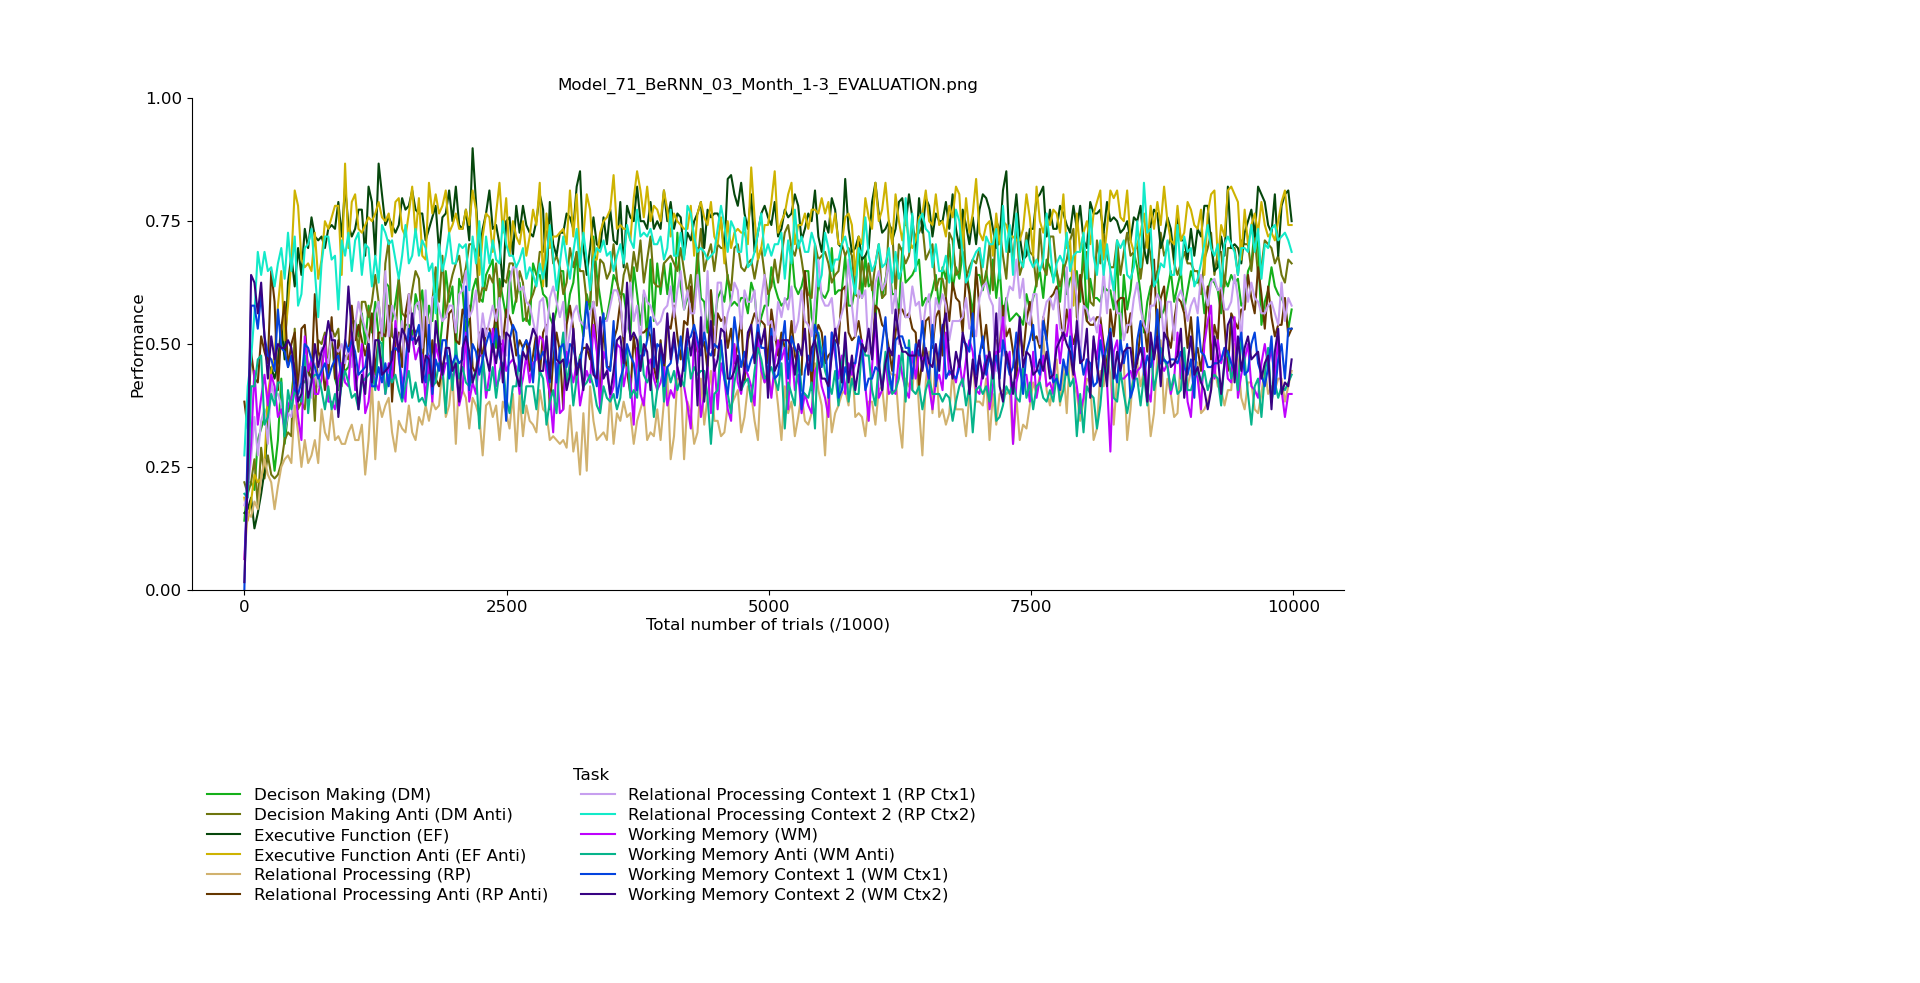 Model_71_BeRNN_03_Month_1-3_EVALUATION.png
1.00
0.75
0.50
0.25
0.00
Performance
0 2500 5000 7500 10000
Total number of trials (/1000)
Task
Decison Making (DM)
Decision Making Anti (DM Anti)
Executive Function (EF)
Executive Function Anti (EF Anti)
Relational Processing (RP)
Relational Processing Anti (RP Anti)
Relational Processing Context 1 (RP Ctx1)
Relational Processing Context 2 (RP Ctx2)
Working Memory (WM)
Working Memory Anti (WM Anti)
Working Memory Context 1 (WM Ctx1)
Working Memory Context 2 (WM Ctx2)